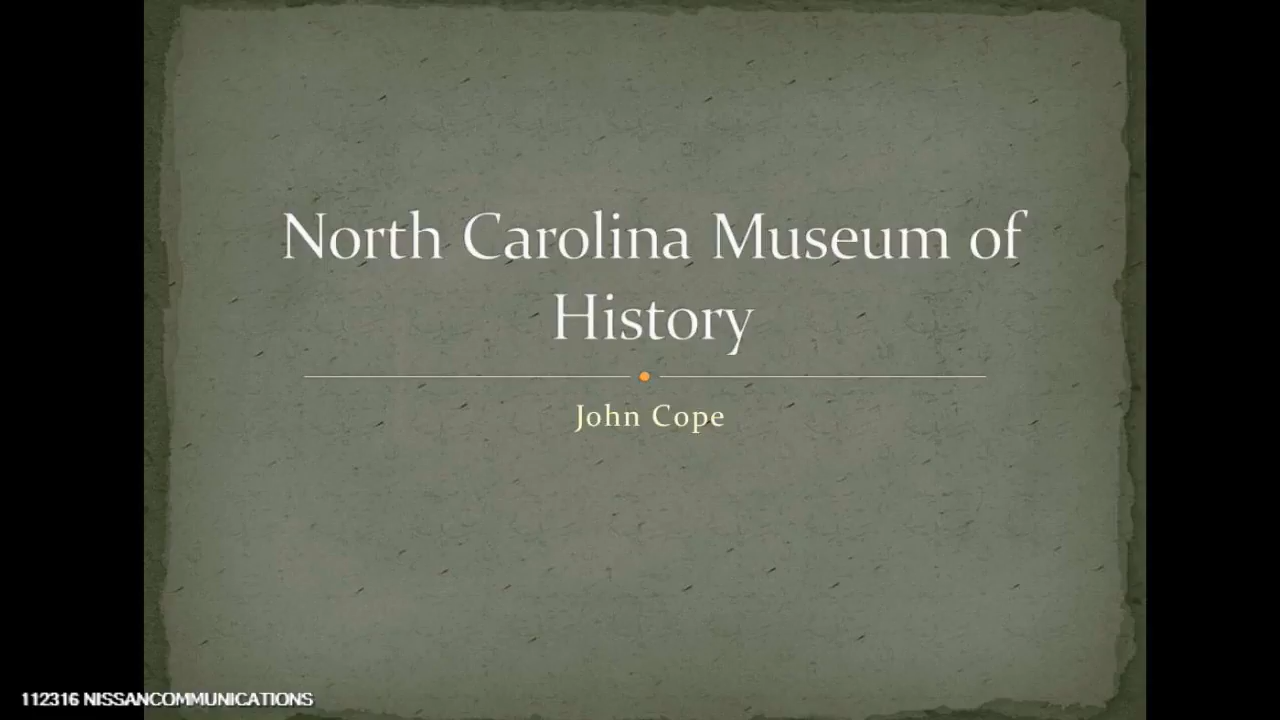 North Carolina Museum of
History
John Cope
112316 NISSANCOMMUNICATIONS